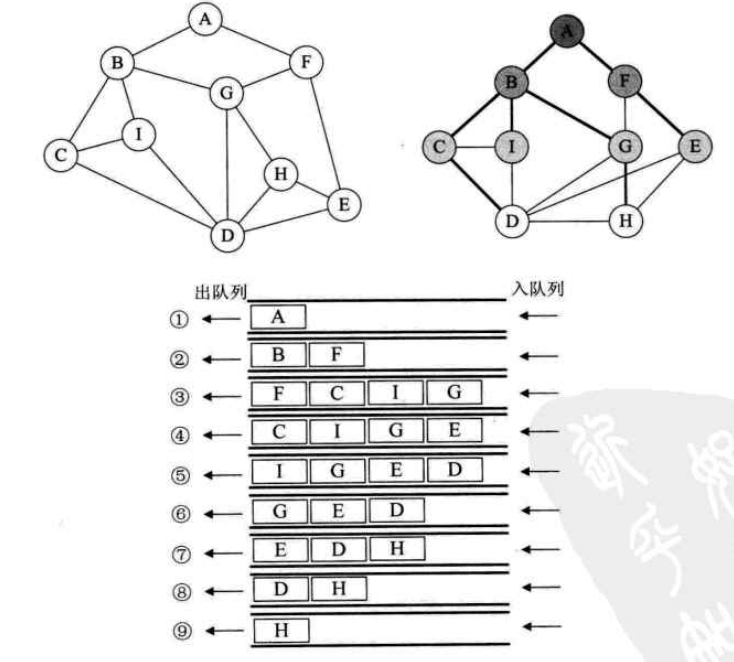 A
B F
G
I
C
H
E
D
A
B F
C I G E
D H
出队列 入队列
① A
② B F
③ F C I G
④ C I G E
⑤ I G E D
⑥ G E D
⑦ E D H
⑧ D H
⑨ H